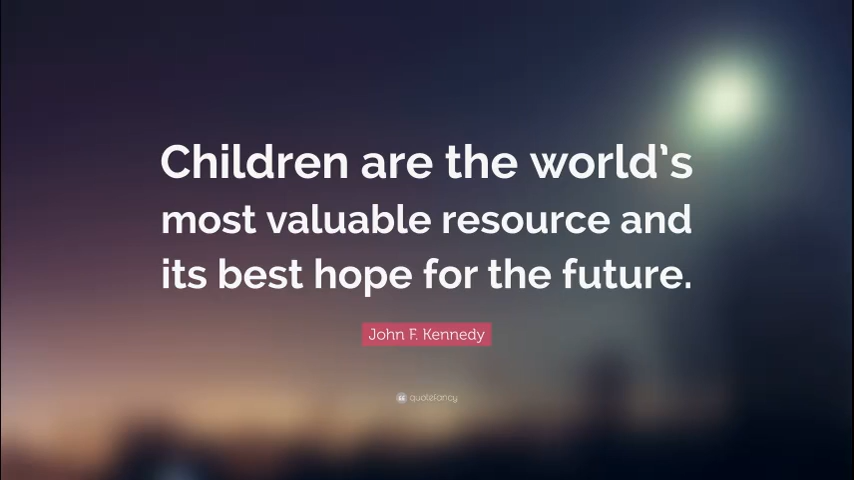 Children are the world’s
most valuable resource and
its best hope for the future.
John F. Kennedy
quotefancy